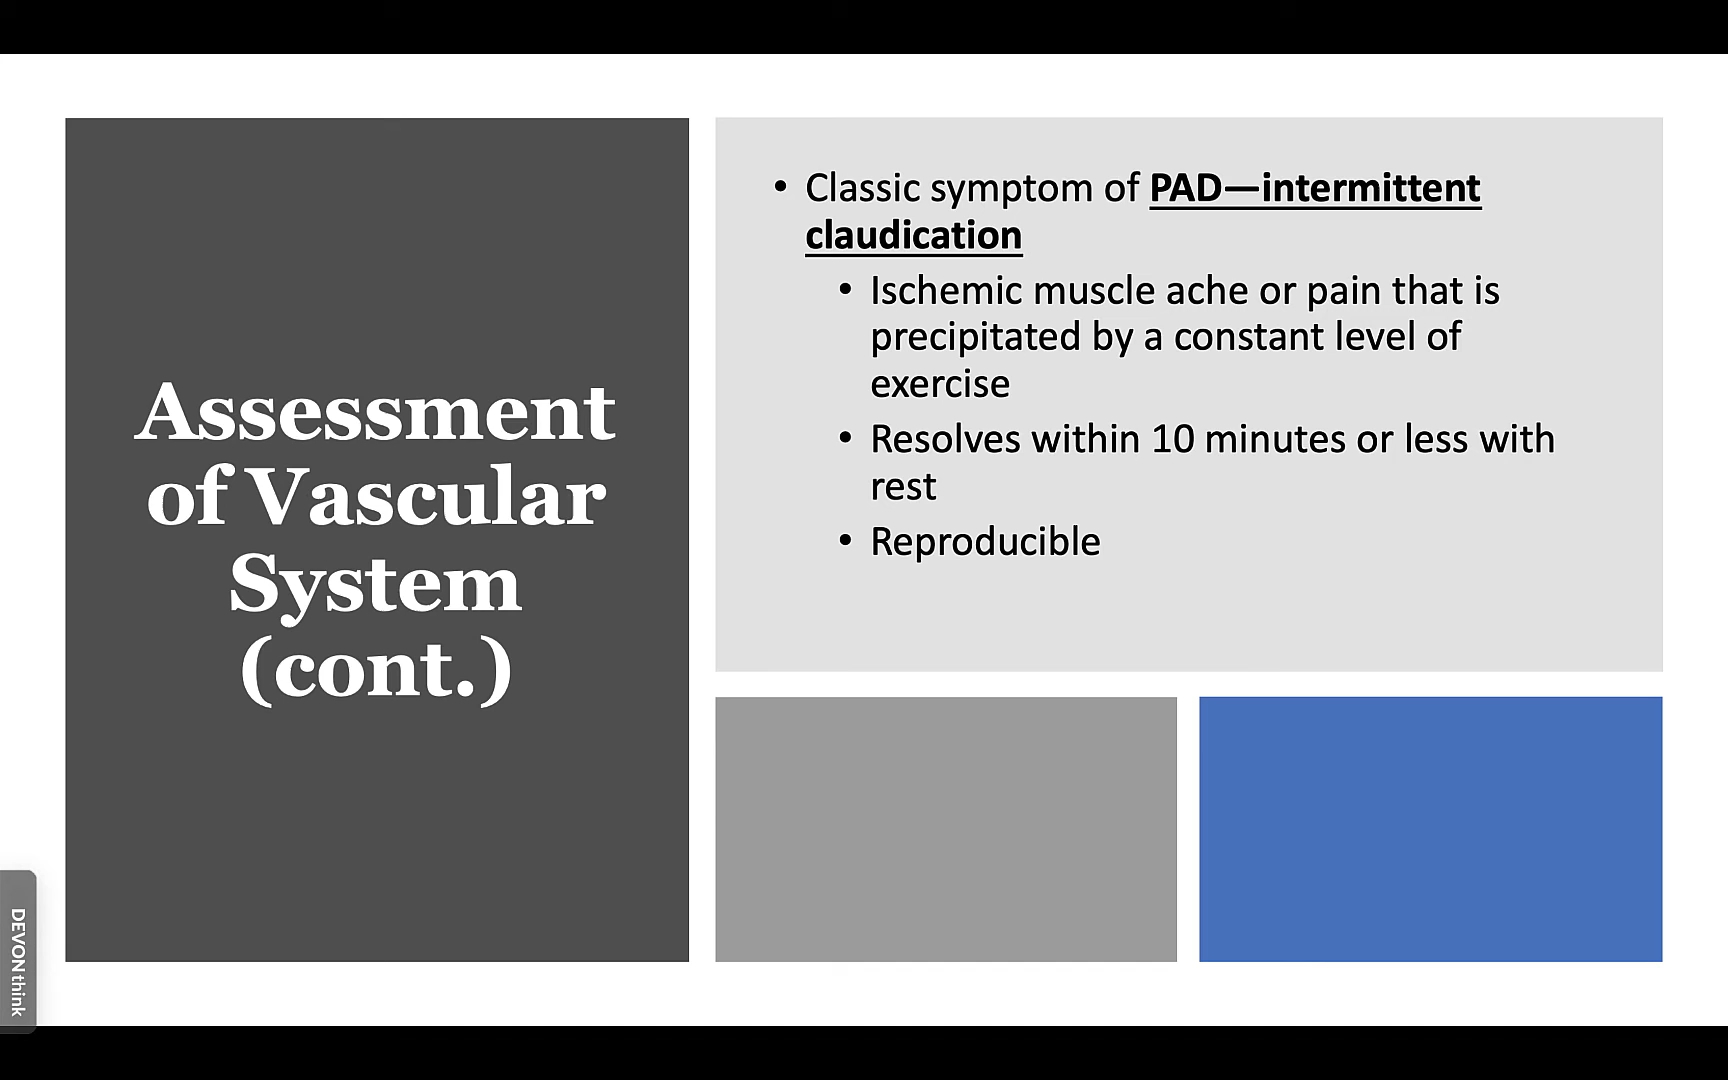 Assessment
of Vascular
System
(cont.)
• Classic symptom of PAD—intermittent
claudication
• Ischemic muscle ache or pain that is
precipitated by a constant level of
exercise
• Resolves within 10 minutes or less with
rest
• Reproducible
DEVONthink